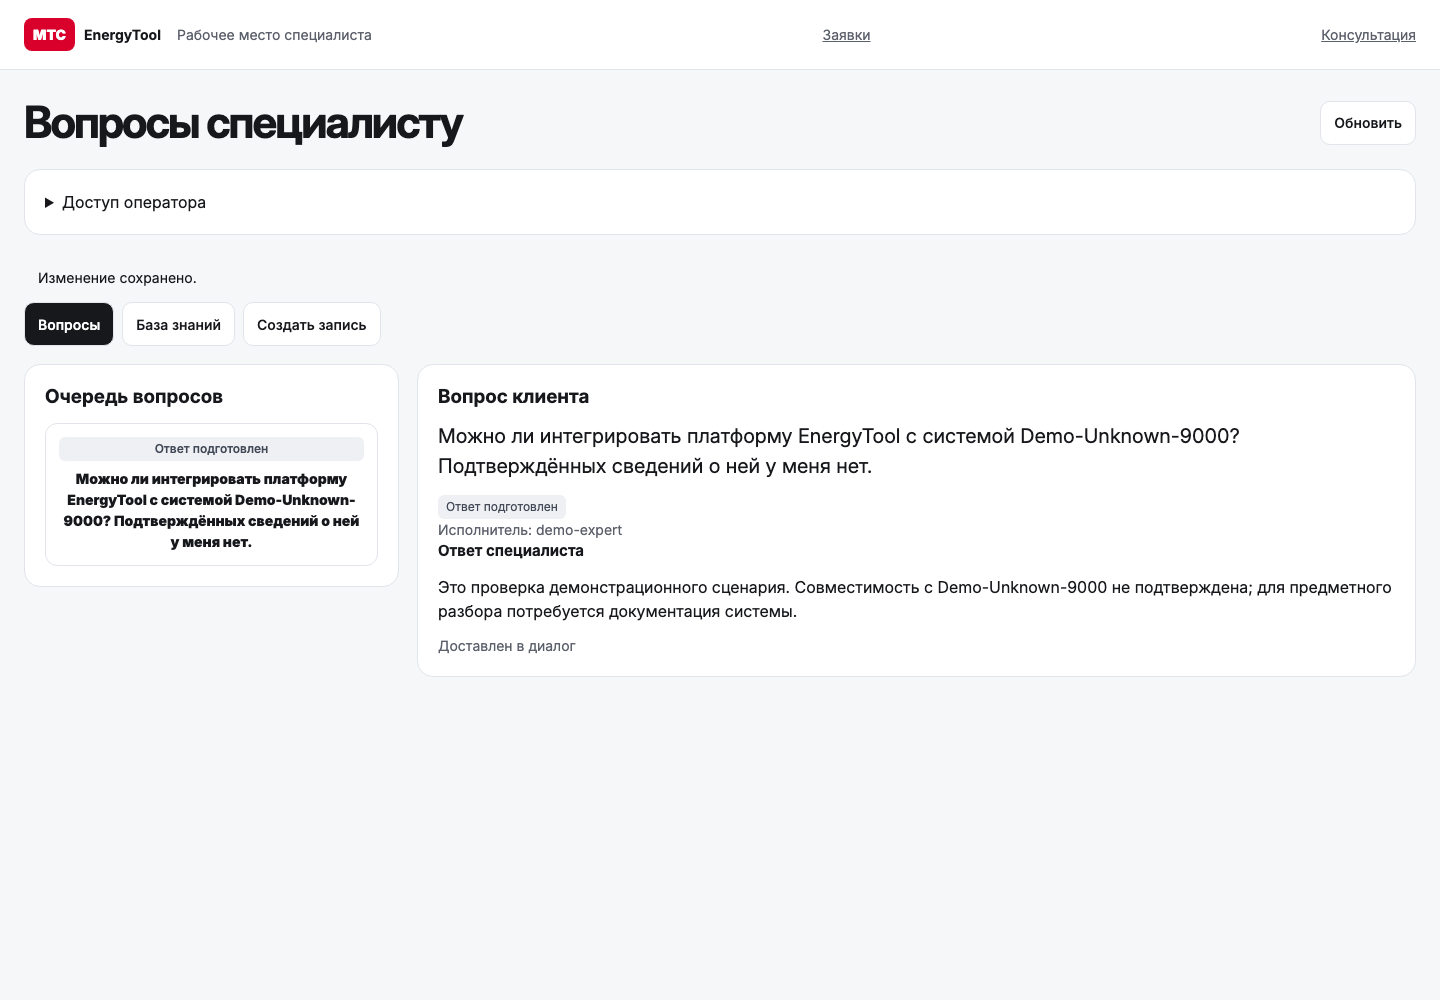 МТС EnergyTool Рабочее место специалиста Заявки Консультация
Вопросы специалисту
Обновить
Доступ оператора
Изменение сохранено.
Вопросы База знаний Создать запись
Очередь вопросов
Ответ подготовлен
Можно ли интегрировать платформу
EnergyTool с системой Demo-Unknown-
9000? Подтверждённых сведений о ней
у меня нет.
Вопрос клиента
Можно ли интегрировать платформу EnergyTool с системой Demo-Unknown-9000?
Подтверждённых сведений о ней у меня нет.
Ответ подготовлен
Исполнитель: demo-expert
Ответ специалиста
Это проверка демонстрационного сценария. Совместимость с Demo-Unknown-9000 не подтверждена; для предметного
разбора потребуется документация системы.
Доставлен в диалог